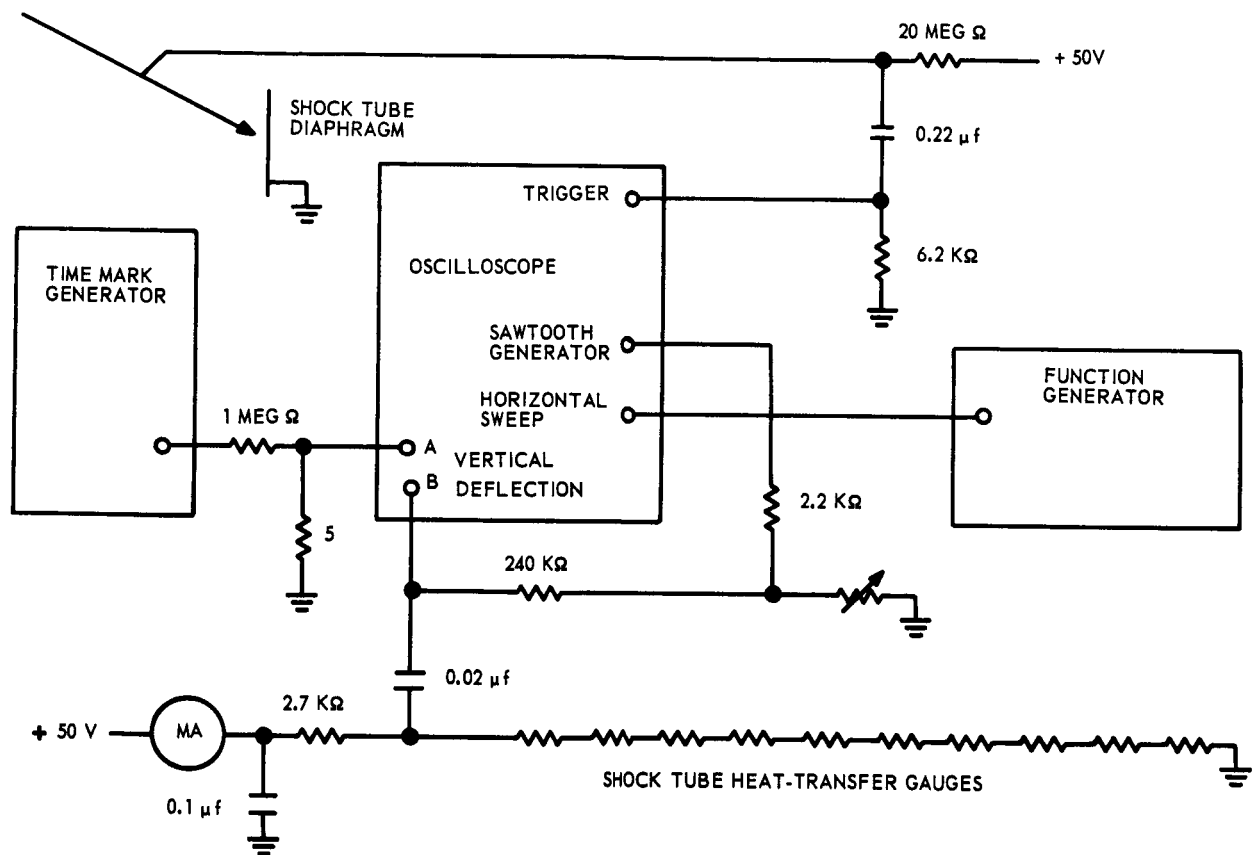 20 MEG Ω
+ 50V
SHOCK TUBE
DIAPHRAGM
0.22 μf
TRIGGER
6.2 KΩ
TIME MARK
GENERATOR
OSCILLOSCOPE
SAWTOOTH
GENERATOR
FUNCTION
GENERATOR
HORIZONTAL
SWEEP
1 MEG Ω
A
VERTICAL
B
DEFLECTION
2.2 KΩ
5
240 KΩ
0.02 μf
2.7 KΩ
+ 50 V
MA
SHOCK TUBE HEAT-TRANSFER GAUGES
0.1 μf